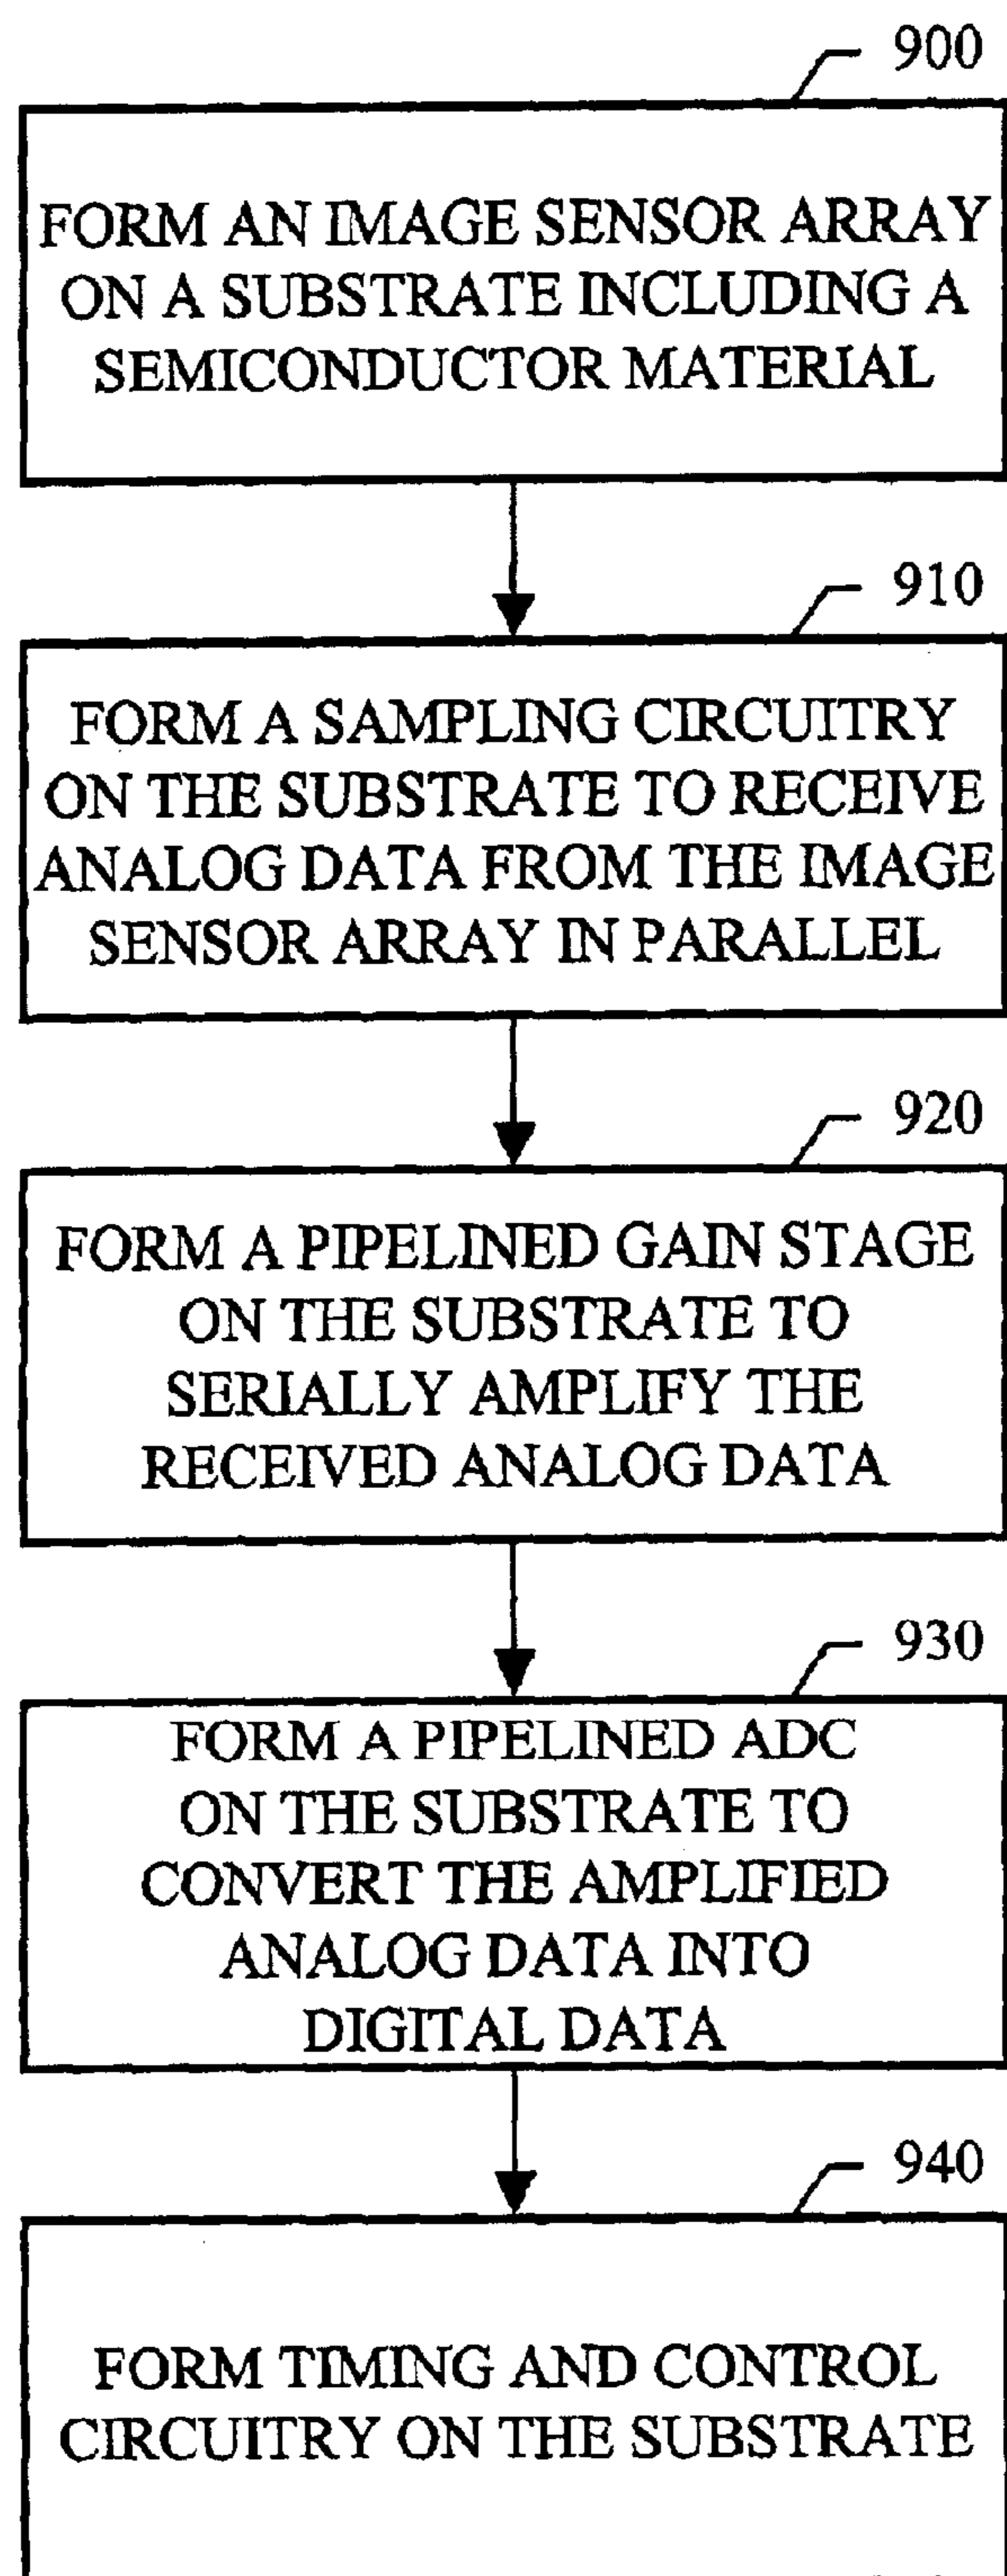 900
FORM AN IMAGE SENSOR ARRAY
ON A SUBSTRATE INCLUDING A
SEMICONDUCTOR MATERIAL
910
FORM A SAMPLING CIRCUITRY
ON THE SUBSTRATE TO RECEIVE
ANALOG DATA FROM THE IMAGE
SENSOR ARRAY IN PARALLEL
920
FORM A PIPELINED GAIN STAGE
ON THE SUBSTRATE TO
SERIALLY AMPLIFY THE
RECEIVED ANALOG DATA
930
FORM A PIPELINED ADC
ON THE SUBSTRATE TO
CONVERT THE AMPLIFIED
ANALOG DATA INTO
DIGITAL DATA
940
FORM TIMING AND CONTROL
CIRCUITRY ON THE SUBSTRATE